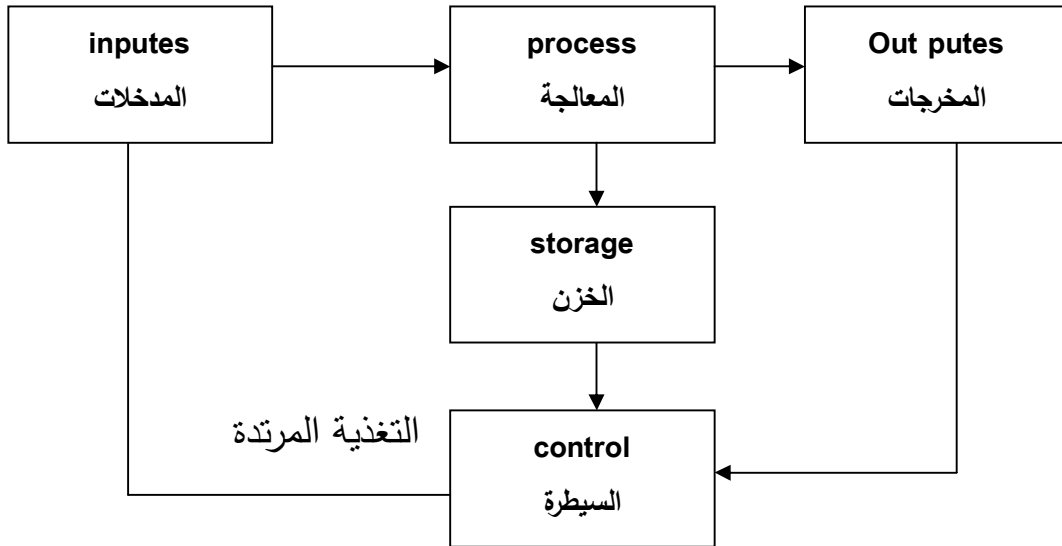 inputes
المدخلات
process
المعالجة
Out putes
المخرجات
storage
الخزن
التغذية المرتدة
control
السيطرة